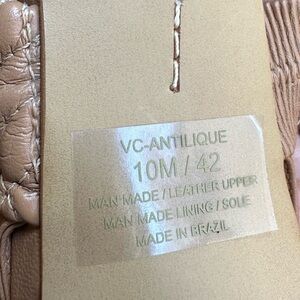 VC-ANTILIQUE
10M / 42
MAN MADE / LEATHER UPPER
MAN MADE LINING / SOLE
MADE IN BRAZIL